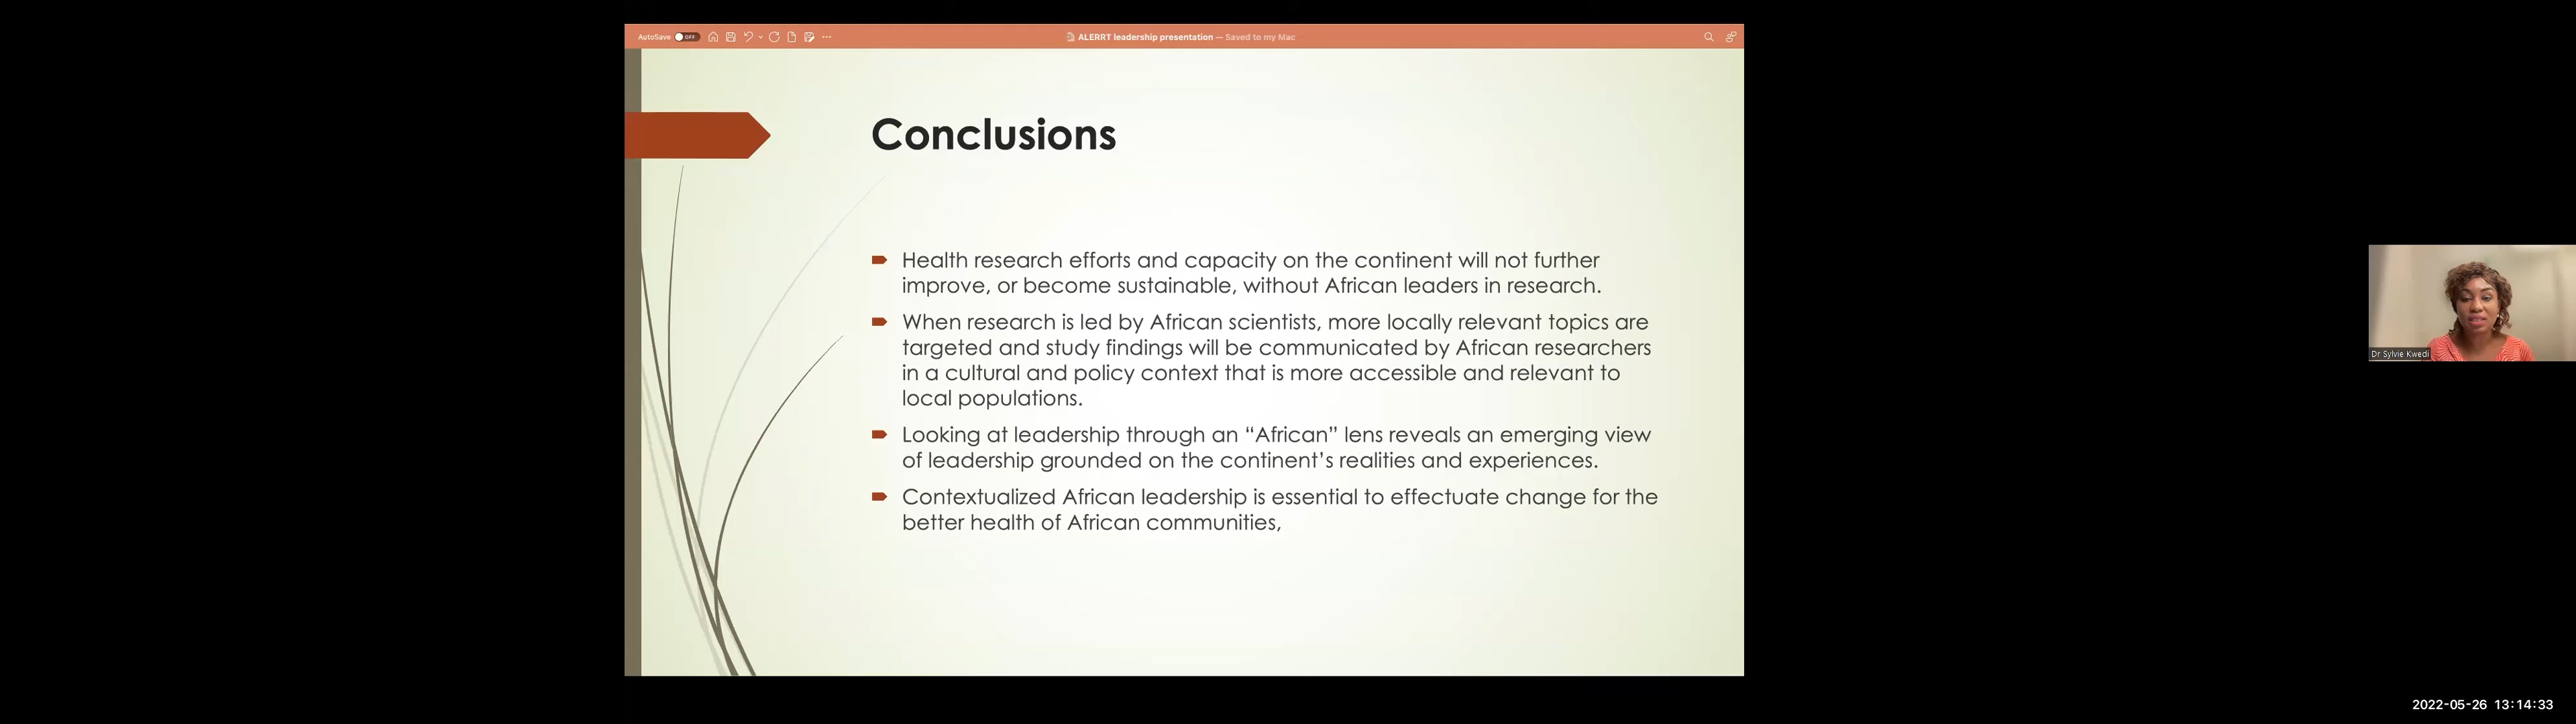 AutoSave OFF
ALERRT leadership presentation — Saved to my Mac
Conclusions
Health research efforts and capacity on the continent will not further
improve, or become sustainable, without African leaders in research.
When research is led by African scientists, more locally relevant topics are
targeted and study findings will be communicated by African researchers
in a cultural and policy context that is more accessible and relevant to
local populations.
Looking at leadership through an “African” lens reveals an emerging view
of leadership grounded on the continent’s realities and experiences.
Contextualized African leadership is essential to effectuate change for the
better health of African communities,
Dr Sylvie Kwedi
2022-05-26 13:14:33